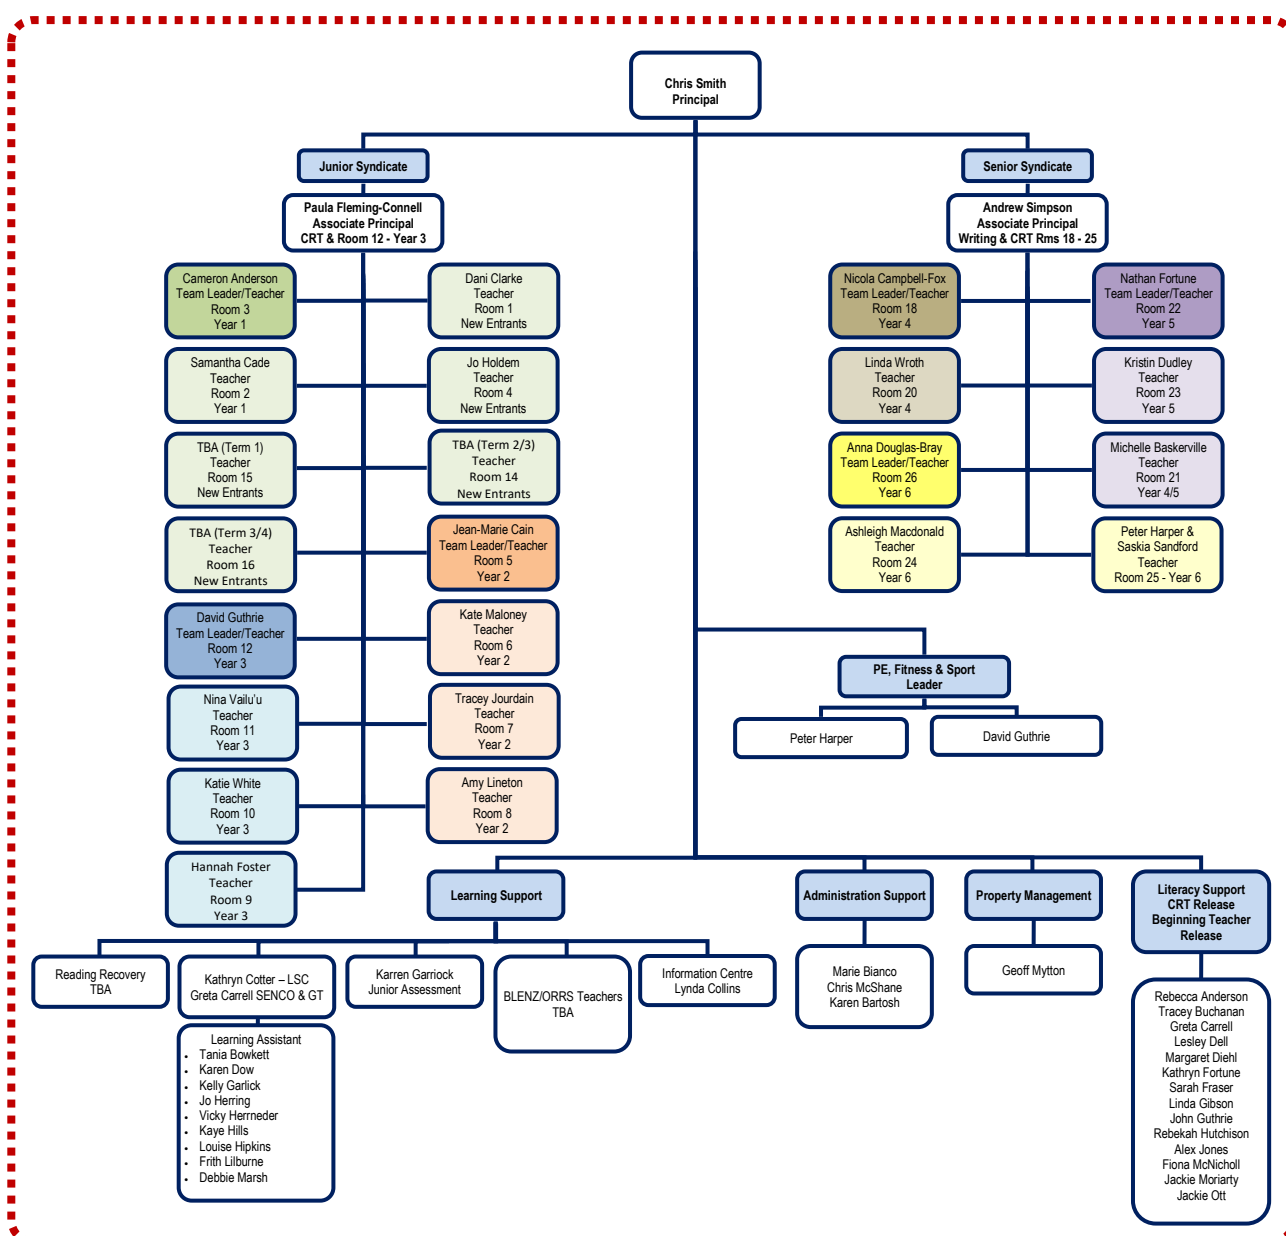 Chris Smith
Principal
Junior Syndicate
Senior Syndicate
Paula Fleming-Connell
Associate Principal
CRT & Room 12 - Year 3
Andrew Simpson
Associate Principal
Writing & CRT Rms 18 - 25
Cameron Anderson
Team Leader/Teacher
Room 3
Year 1
Dani Clarke
Teacher
Room 1
New Entrants
Nicola Campbell-Fox
Team Leader/Teacher
Room 18
Year 4
Nathan Fortune
Team Leader/Teacher
Room 22
Year 5
Samantha Cade
Teacher
Room 2
Year 1
Jo Holdem
Teacher
Room 4
New Entrants
Linda Wroth
Teacher
Room 20
Year 4
Kristin Dudley
Teacher
Room 23
Year 5
TBA (Term 1)
Teacher
Room 15
New Entrants
TBA (Term 2/3)
Teacher
Room 14
New Entrants
Anna Douglas-Bray
Team Leader/Teacher
Room 26
Year 6
Michelle Baskerville
Teacher
Room 21
Year 4/5
TBA (Term 3/4)
Teacher
Room 16
New Entrants
Jean-Marie Cain
Team Leader/Teacher
Room 5
Year 2
Ashleigh Macdonald
Teacher
Room 24
Year 6
Peter Harper &
Saskia Sandford
Teacher
Room 25 - Year 6
David Guthrie
Team Leader/Teacher
Room 12
Year 3
Kate Maloney
Teacher
Room 6
Year 2
PE, Fitness & Sport
Leader
Peter Harper
David Guthrie
Nina Vailu'u
Teacher
Room 11
Year 3
Tracey Jourdain
Teacher
Room 7
Year 2
Katie White
Teacher
Room 10
Year 3
Amy Lineton
Teacher
Room 8
Year 2
Hannah Foster
Teacher
Room 9
Year 3
Learning Support
Administration Support
Property Management
Literacy Support
CRT Release
Beginning Teacher
Release
Reading Recovery
TBA
Kathryn Cotter – LSC
Greta Carrell SENCO & GT
Karren Garriock
Junior Assessment
BLENZ/ORRS Teachers
TBA
Information Centre
Lynda Collins
Marie Bianco
Chris McShane
Karen Bartosh
Geoff Mytton
Learning Assistant
• Tania Bowkett
• Karen Dow
• Kelly Garlick
• Jo Herring
• Vicky Herrneder
• Kaye Hills
• Louise Hipkins
• Frith Lilburne
• Debbie Marsh
Rebecca Anderson
Tracey Buchanan
Greta Carrell
Lesley Dell
Margaret Diehl
Kathryn Fortune
Sarah Fraser
Linda Gibson
John Guthrie
Rebekah Hutchison
Alex Jones
Fiona McNicholl
Jackie Moriarty
Jackie Ott